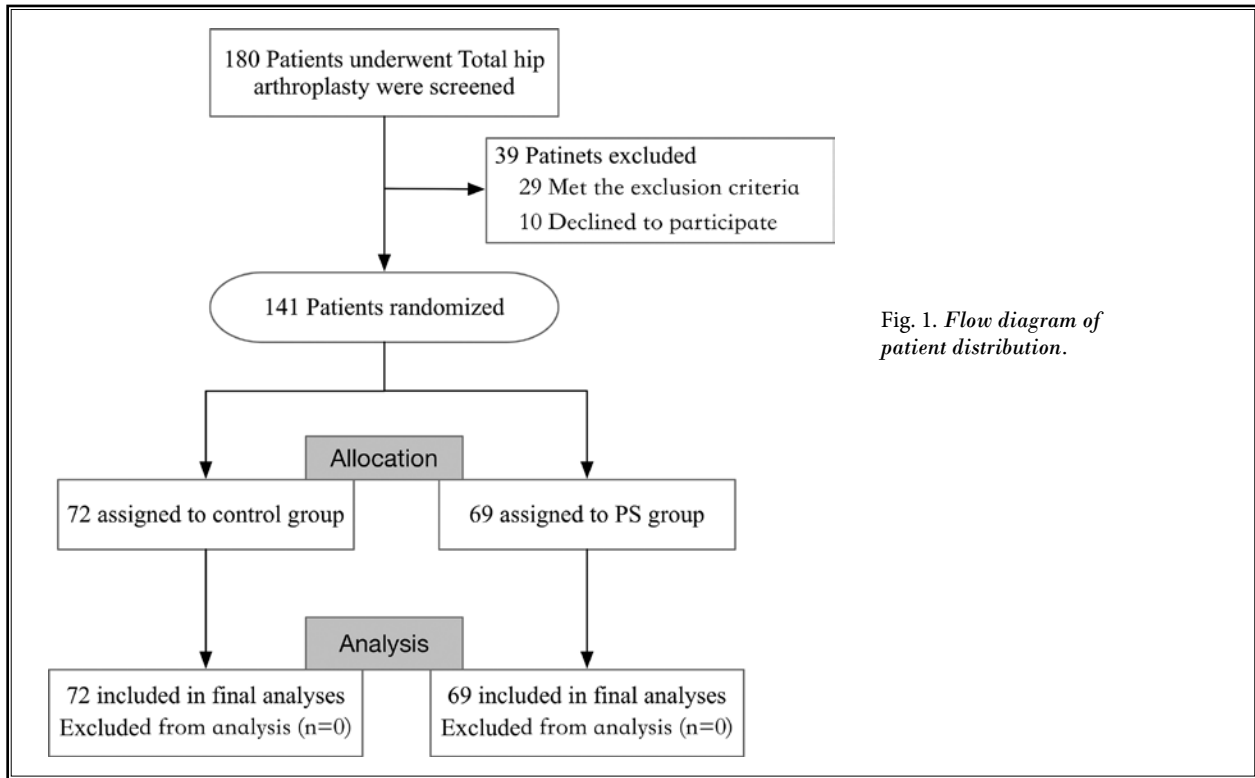 180 Patients underwent Total hip
arthroplasty were screened
39 Patinets excluded
29 Met the exclusion criteria
10 Declined to participate
141 Patients randomized
Fig. 1. Flow diagram of
patient distribution.
Allocation
72 assigned to control group
69 assigned to PS group
Analysis
72 included in final analyses
Excluded from analysis (n=0)
69 included in final analyses
Excluded from analysis (n=0)